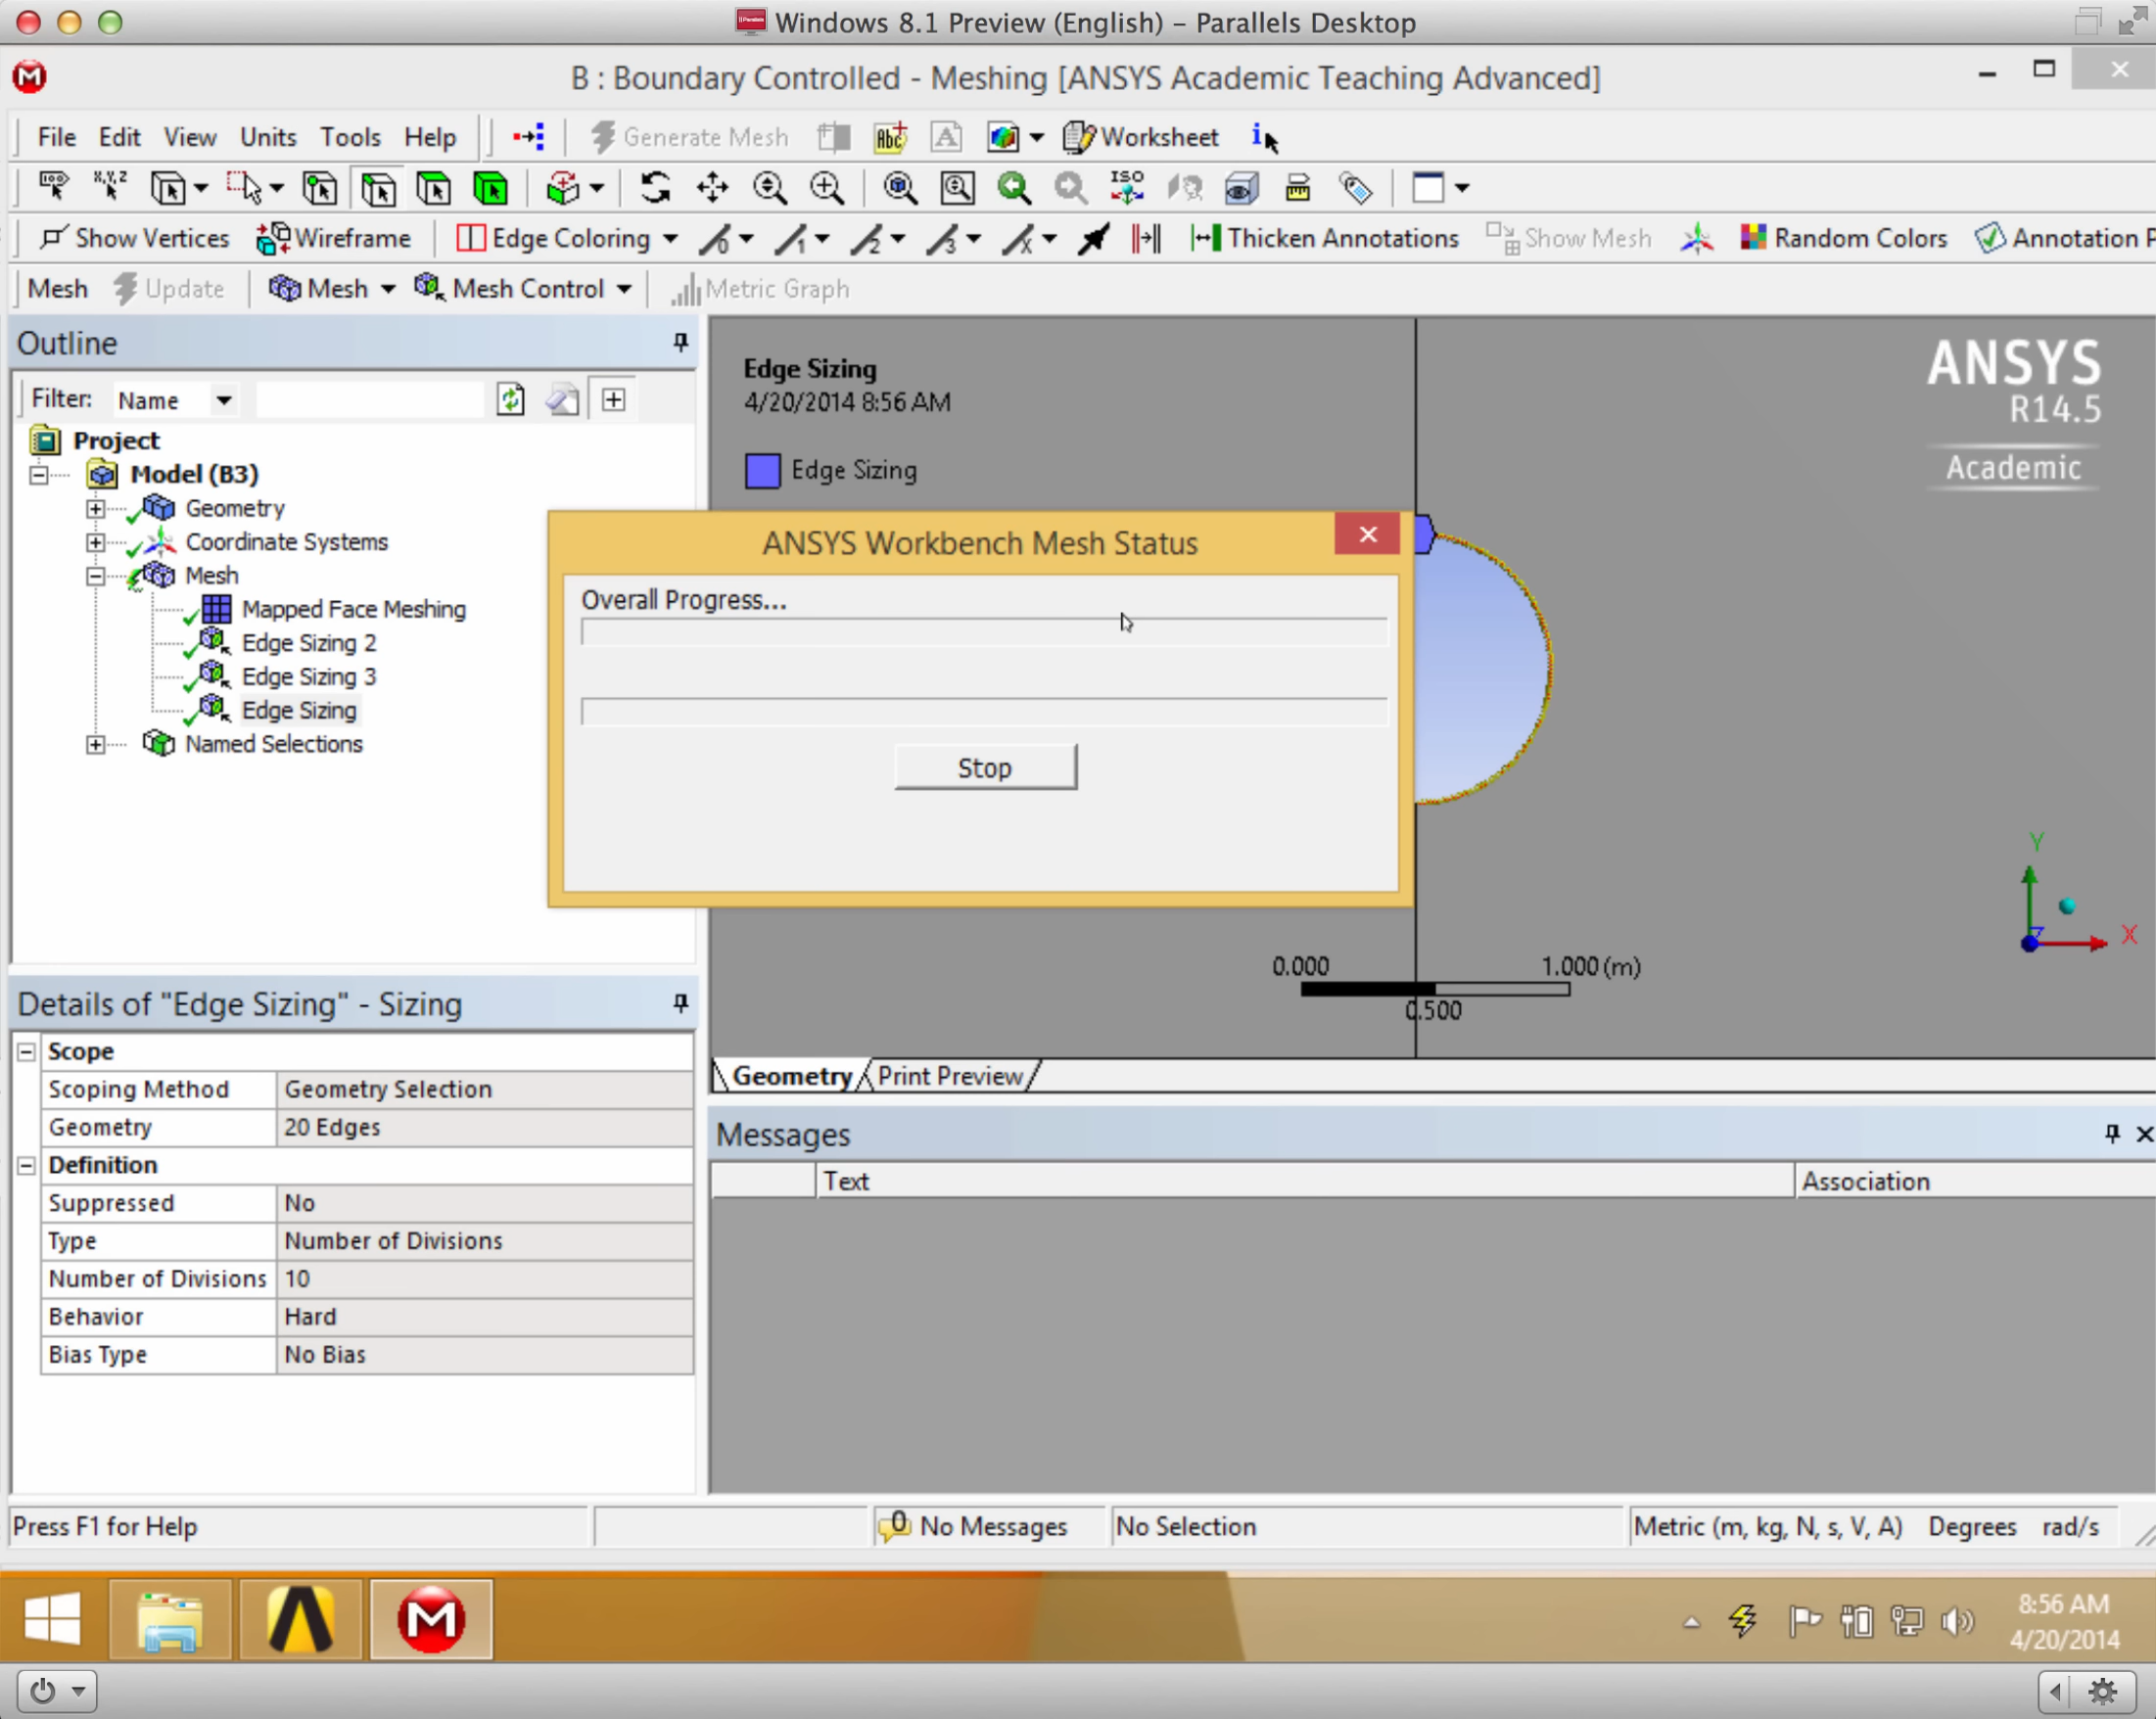 Windows 8.1 Preview (English) – Parallels Desktop
B : Boundary Controlled - Meshing [ANSYS Academic Teaching Advanced]
File Edit View Units Tools Help Generate Mesh Worksheet
ISO
Show Vertices Wireframe Edge Coloring Thicken Annotations Show Mesh Random Colors Annotation P
Mesh Update Mesh Mesh Control Metric Graph
Outline
Filter: Name
Project
Model (B3)
Geometry
Coordinate Systems
Mesh
Mapped Face Meshing
Edge Sizing 2
Edge Sizing 3
Edge Sizing
Named Selections
Edge Sizing
4/20/2014 8:56 AM
Edge Sizing
ANSYS
R14.5
Academic
ANSYS Workbench Mesh Status
Overall Progress...
Stop
Y
X
0.000 1.000 (m)
0.500
Geometry Print Preview
Details of "Edge Sizing" - Sizing
Scope
Scoping Method Geometry Selection
Geometry 20 Edges
Definition
Suppressed No
Type Number of Divisions
Number of Divisions 10
Behavior Hard
Bias Type No Bias
Messages
Text Association
Press F1 for Help 0 No Messages No Selection Metric (m, kg, N, s, V, A) Degrees rad/s
8:56 AM
4/20/2014